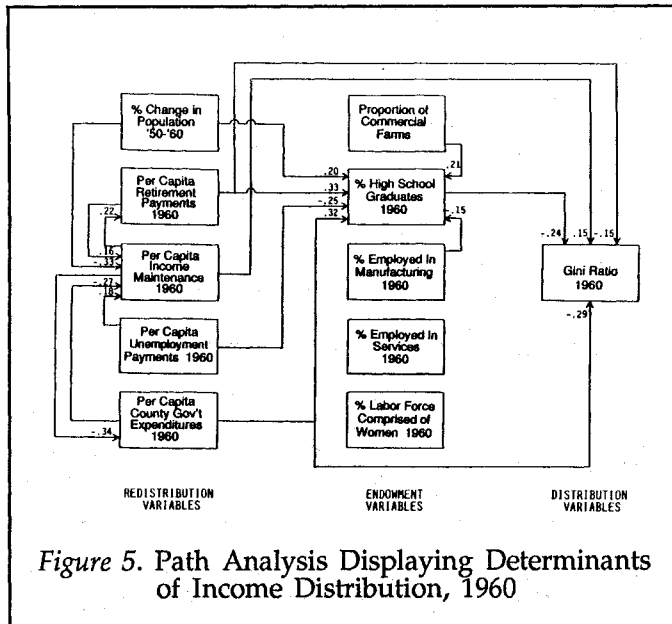 % Change in
Population
'50-'60
Per Capita
Retirement
Payments
1960
.22
.16
-.33
Per Capita
Income
Maintenance
1960
-.27
.18
Per Capita
Unemployment
Payments 1960
Per Capita
County Gov't
Expenditures
1960
-.34
REDISTRIBUTION
VARIABLES
Proportion of
Commercial
Farms
.21
.20
.33
-.25
.32
% High School
Graduates
1960
.15
% Employed In
Manufacturing
1960
% Employed In
Services
1960
% Labor Force
Comprised of
Women 1960
ENDOWMENT
VARIABLES
-.24 .15 -.15
Gini Ratio
1960
-.29
DISTRIBUTION
VARIABLES
Figure 5. Path Analysis Displaying Determinants
of Income Distribution, 1960